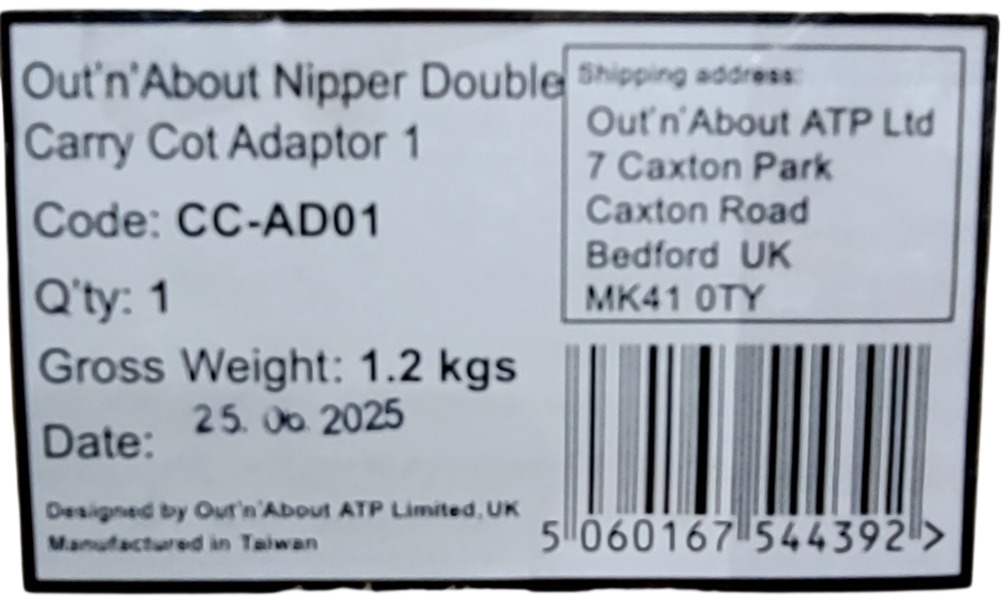 Out'n'About Nipper Double
Carry Cot Adaptor 1
Code: CC-AD01
Q'ty: 1
Gross Weight: 1.2 kgs
Date: 25. 06. 2025
Designed by Out'n'About ATP Limited, UK
Manufactured in Taiwan
Shipping address:
Out'n'About ATP Ltd
7 Caxton Park
Caxton Road
Bedford UK
MK41 0TY
5 060167 544392 >